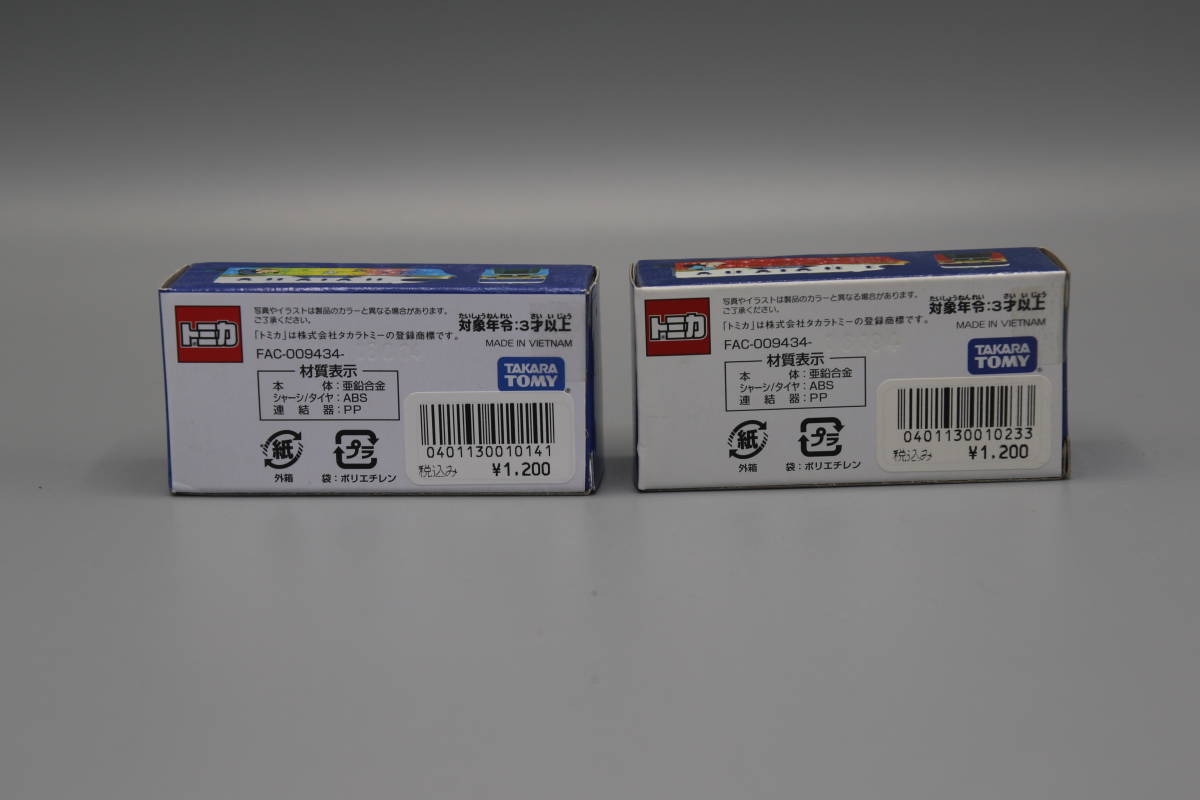 トミカ
写真やイラストは製品のカラーと異なる場合があります。
ご了承ください。
「トミカ」は株式会社タカラトミーの登録商標です。
FAC-009434-
たいしょうねんれい さい いじょう
対象年令:3才以上
MADE IN VIETNAM
TAKARA
TOMY
材質表示
本体:亜鉛合金
シャーシ/タイヤ:ABS
連結器:PP
紙
外箱
プラ
袋:ポリエチレン
04011300​10141
税込み
¥1.200
トミカ
写真やイラストは製品のカラーと異なる場合があります。
ご了承ください。
「トミカ」は株式会社タカラトミーの登録商標です。
FAC-009434-
たいしょうねんれい さい いじょう
対象年令:3才以上
MADE IN VIETNAM
TAKARA
TOMY
材質表示
本体:亜鉛合金
シャーシ/タイヤ:ABS
連結器:PP
紙
外箱
プラ
袋:ポリエチレン
0401130010233
税込み
¥1.200